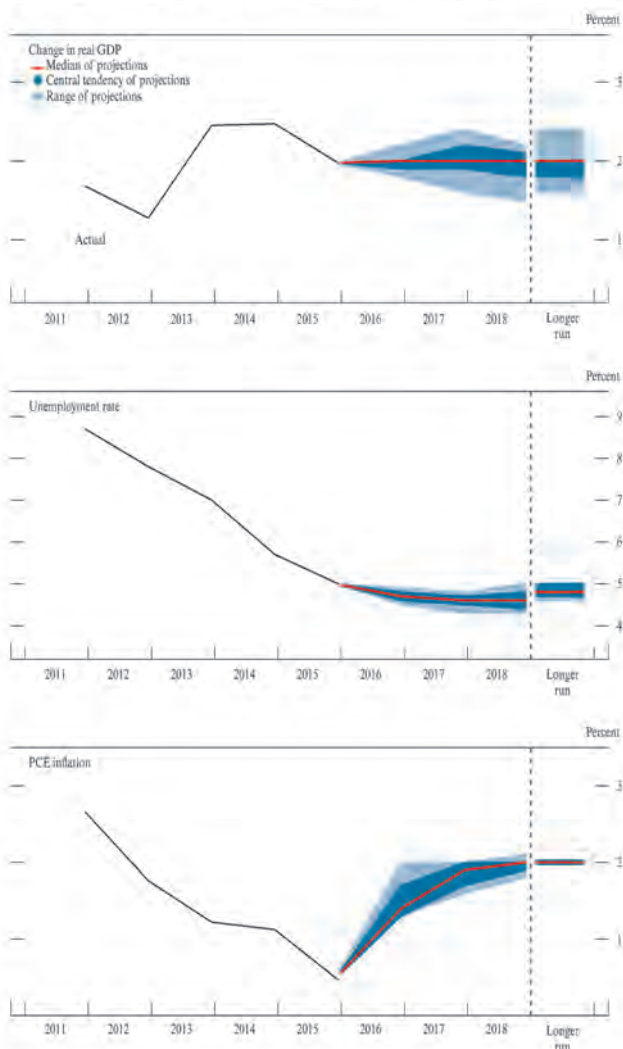 Percent
Change in real GDP
Median of projections
Central tendency of projections
Range of projections
3
2
Actual
1
2011 2012 2013 2014 2015 2016 2017 2018 Longer
run
Percent
Unemployment rate
9
8
7
6
5
4
2011 2012 2013 2014 2015 2016 2017 2018 Longer
run
Percent
PCE inflation
3
2
1
2011 2012 2013 2014 2015 2016 2017 2018 Longer
run